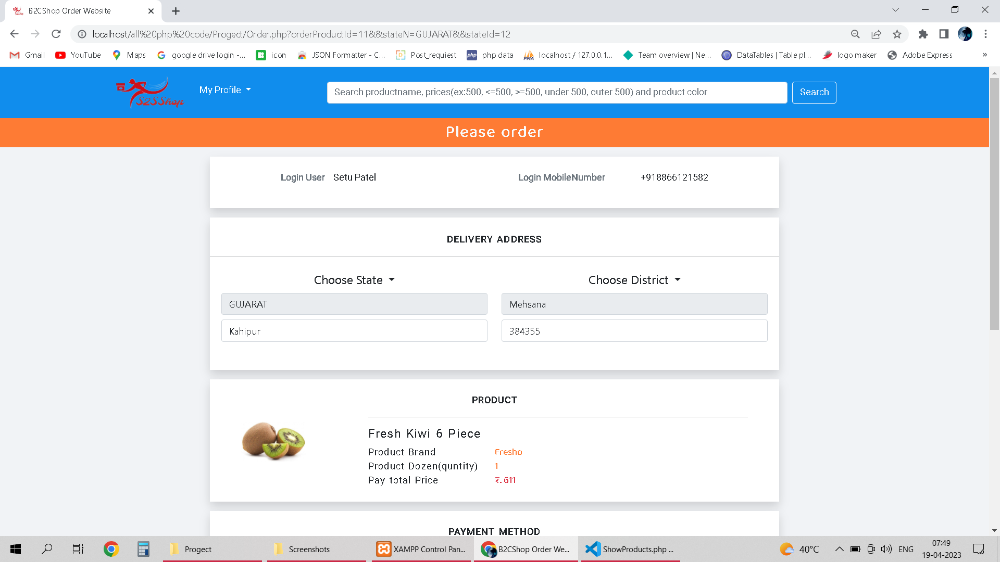 B2CShop Order Website
localhost/all%20php%20code/Progect/Order.php?orderProductId=11&&stateN=GUJARAT&&stateId=12
Gmail YouTube Maps google drive login -... icon JSON Formatter - C... Post_requiest php php data PMA localhost / 127.0.0.1... Team overview | Ne... DataTables | Table pl... logo maker Adobe Express »
S2SShop My Profile Search productname, prices(ex:500, <=500, >=500, under 500, outer 500) and product color Search
Please order
Login User Setu Patel Login MobileNumber +918866121582
DELIVERY ADDRESS
Choose State Choose District
GUJARAT Mehsana
Kahipur 384355
PRODUCT
Fresh Kiwi 6 Piece
Product Brand Fresho
Product Dozen(quntity) 1
Pay total Price ₹. 611
PAYMENT METHOD
Progect Screenshots XAMPP Control Pan... B2CShop Order We... ShowProducts.php ... 40°C ENG 07:49
19-04-2023